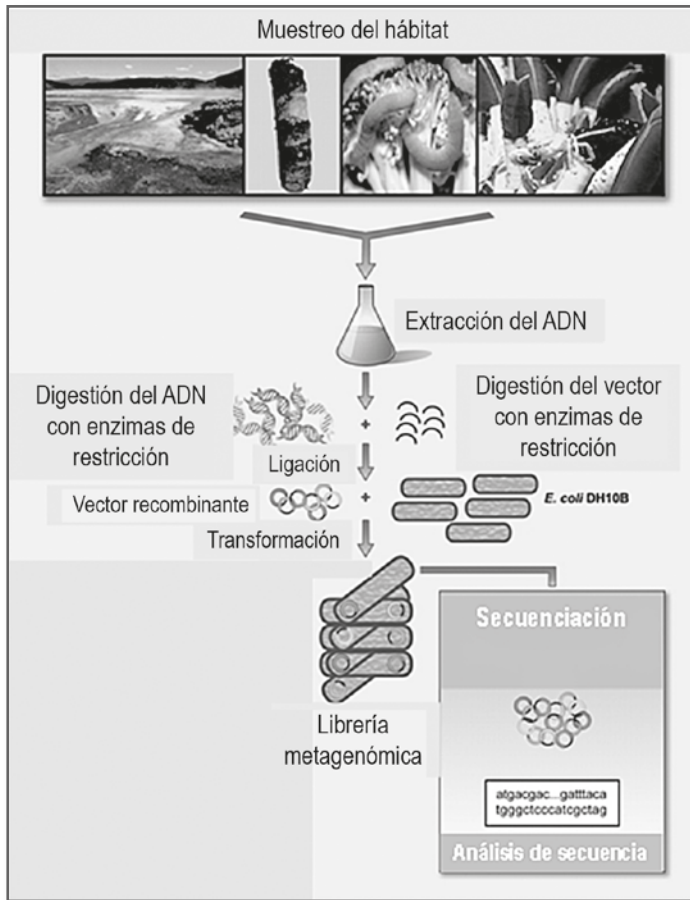 Muestreo del hábitat
Extracción del ADN
Digestión del ADN
con enzimas de
restricción
Digestión del vector
con enzimas de
restricción
Ligación
Vector recombinante
E. coli DH10B
Transformación
Librería
metagenómica
Secuenciación
atgacgac...gatttaca
tgggctcccatcgctag
Análisis de secuencia